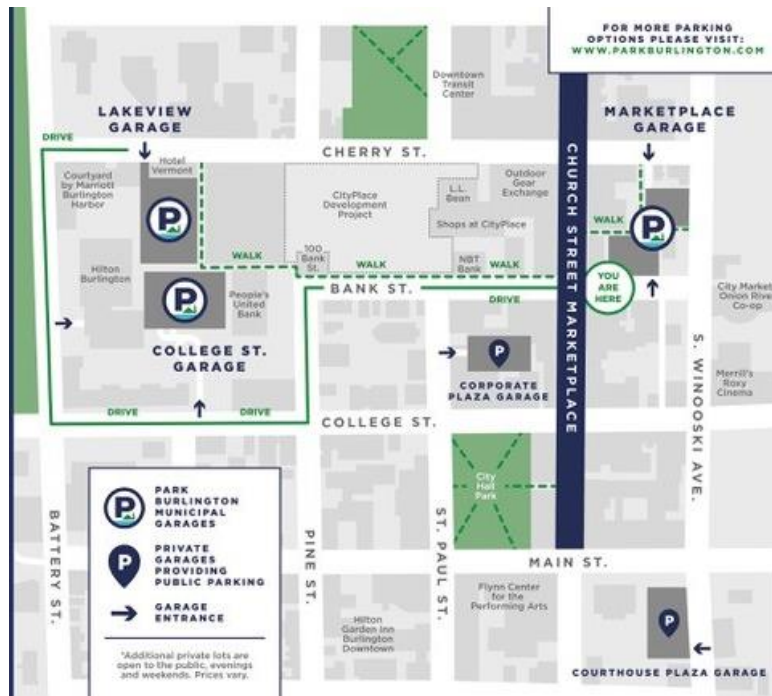 FOR MORE PARKING
OPTIONS PLEASE VISIT:
WWW.PARKBURLINGTON.COM
Downtown
Transit
Center
LAKEVIEW
GARAGE
MARKETPLACE
GARAGE
DRIVE
CHERRY ST.
Hotel
Vermont
Courtyard
by Marriott
Burlington
Harbor
P
CityPlace
Development
Project
L.L.
Bean
Outdoor
Gear
Exchange
Shops at CityPlace
CHURCH STREET MARKETPLACE
WALK
P
100
Bank
St.
NBT
Bank
WALK
WALK
WALK
YOU
ARE
HERE
Hilton
Burlington
P
People's
United
Bank
BANK ST.
DRIVE
City Market
Onion River
Co-op
S. WINOOSKI AVE.
COLLEGE ST.
GARAGE
P
CORPORATE
PLAZA GARAGE
Merrill's
Roxy
Cinema
DRIVE
DRIVE
COLLEGE ST.
City
Hall
Park
BATTERY ST.
PINE ST.
ST. PAUL ST.
MAIN ST.
P
PARK
BURLINGTON
MUNICIPAL
GARAGES
P
PRIVATE
GARAGES
PROVIDING
PUBLIC PARKING
GARAGE
ENTRANCE
*Additional private lots are
open to the public, evenings
and weekends. Prices vary.
Hilton
Garden Inn
Burlington
Downtown
Flynn Center
for the
Performing Arts
P
COURTHOUSE PLAZA GARAGE